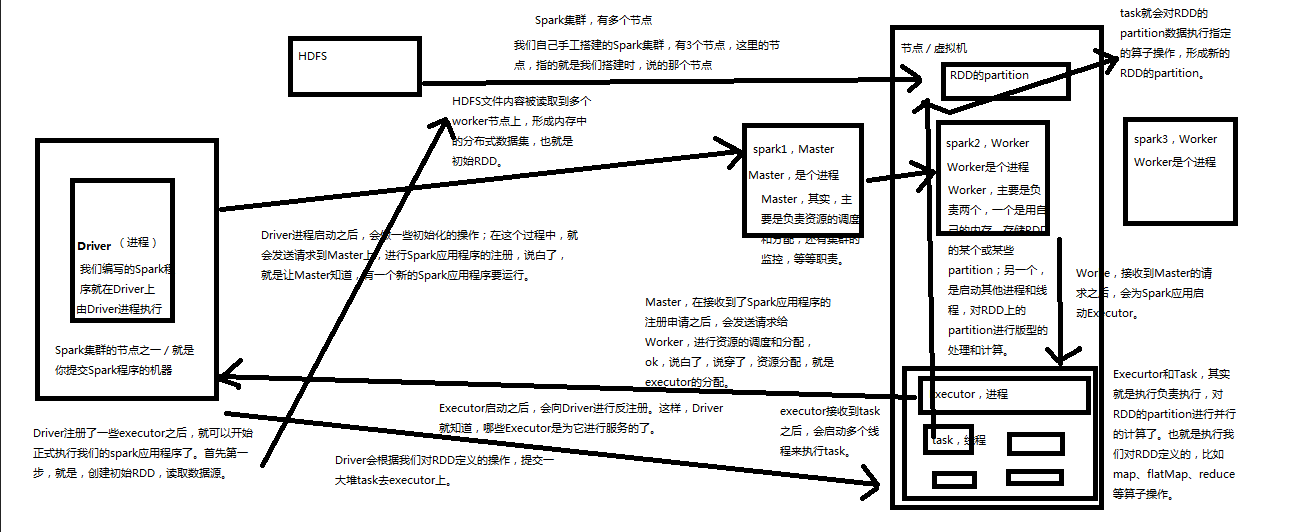 Spark集群，有多个节点
我们自己手工搭建的Spark集群，有3个节点，这里的节
点，指的就是我们搭建时，说的那个节点
HDFS
HDFS文件内容被读取到多个
worker节点上，形成内存中
的分布式数据集，也就是
初始RDD。
节点 / 虚拟机
RDD的partition
task就会对RDD的
partition数据执行指定
的算子操作，形成新的
RDD的partition。
Driver （进程）
我们编写的Spark程
序就在Driver上
由Driver进程执行
Spark集群的节点之一 / 就是
你提交Spark程序的机器
spark1，Master
Master，是个进程
Master，其实，主
要是负责资源的调度
和分配，还有集群的
监控，等等职责。
spark2，Worker
Worker是个进程
Worker，主要是负
责两个，一个是用自
己的内存，存储RDD
的某个或某些
partition；另一个，
是启动其他进程和线
程，对RDD上的
partition进行版型的
处理和计算。
spark3，Worker
Worker是个进程
Driver进程启动之后，会做一些初始化的操作；在这个过程中，就
会发送请求到Master上，进行Spark应用程序的注册，说白了，
就是让Master知道，有一个新的Spark应用程序要运行。
Master，在接收到了Spark应用程序的
注册申请之后，会发送请求给
Worker，进行资源的调度和分配，
ok，说白了，说穿了，资源分配，就是
executor的分配。
Worke，接收到Master的请
求之后，会为Spark应用启
动Executor。
executor，进程
task，线程
Executor启动之后，会向Driver进行反注册。这样，Driver
就知道，哪些Executor是为它进行服务的了。
executor接收到task
之后，会启动多个线
程来执行task。
Execurtor和Task，其实
就是执行负责执行，对
RDD的partition进行并行
的计算了。也就是执行我
们对RDD定义的，比如
map、flatMap、reduce
等算子操作。
Driver注册了一些executor之后，就可以开始
正式执行我们的spark应用程序了。首先第一
步，就是，创建初始RDD，读取数据源。
Driver会根据我们对RDD定义的操作，提交一
大堆task去executor上。